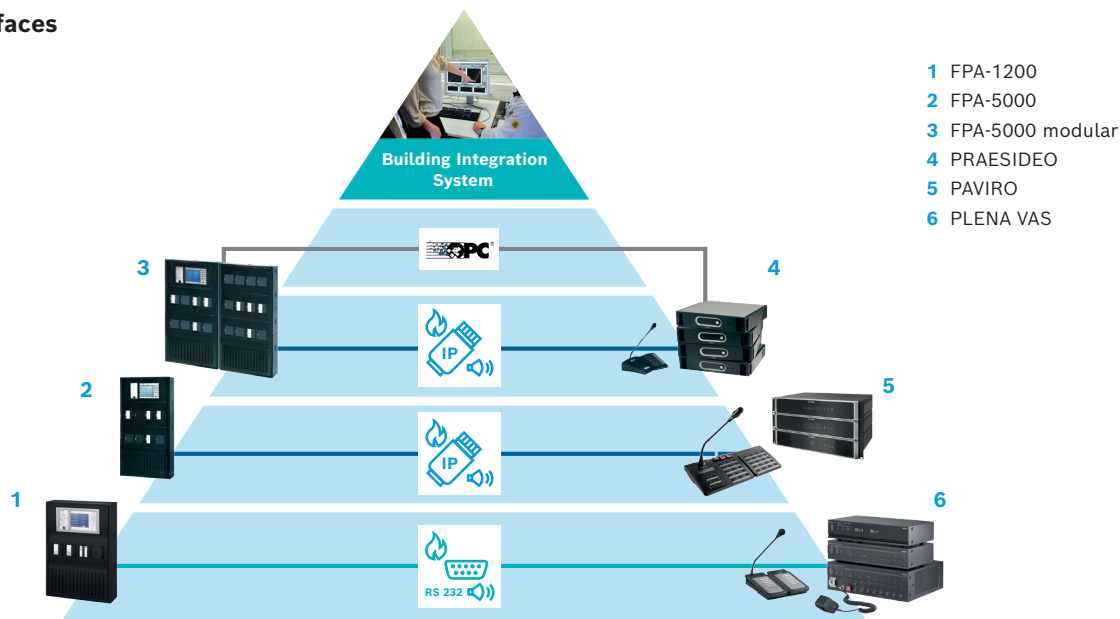 faces
Building Integration
System
1 FPA-1200
2 FPA-5000
3 FPA-5000 modular
4 PRAESIDEO
5 PAVIRO
6 PLENA VAS
OPC®
3
4
IP
2
5
IP
1
6
RS 232